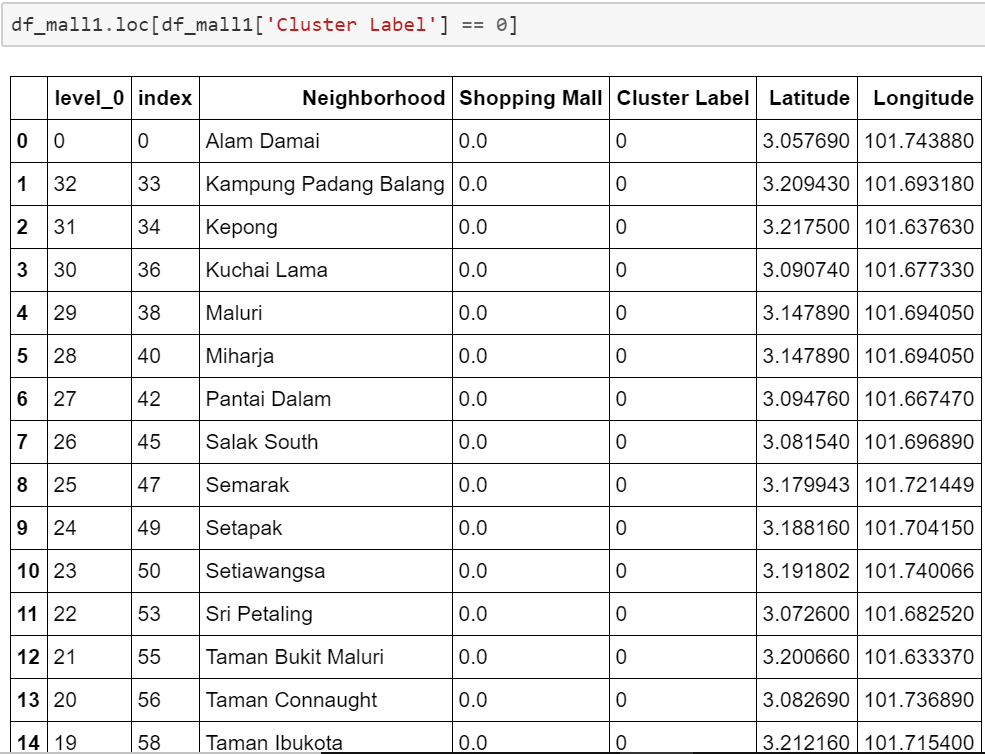 df_mall1.loc[df_mall1['Cluster Label'] == 0]
level_0 index Neighborhood Shopping Mall Cluster Label Latitude Longitude
0 0 0 Alam Damai 0.0 0 3.057690 101.743880
1 32 33 Kampung Padang Balang 0.0 0 3.209430 101.693180
2 31 34 Kepong 0.0 0 3.217500 101.637630
3 30 36 Kuchai Lama 0.0 0 3.090740 101.677330
4 29 38 Maluri 0.0 0 3.147890 101.694050
5 28 40 Miharja 0.0 0 3.147890 101.694050
6 27 42 Pantai Dalam 0.0 0 3.094760 101.667470
7 26 45 Salak South 0.0 0 3.081540 101.696890
8 25 47 Semarak 0.0 0 3.179943 101.721449
9 24 49 Setapak 0.0 0 3.188160 101.704150
10 23 50 Setiawangsa 0.0 0 3.191802 101.740066
11 22 53 Sri Petaling 0.0 0 3.072600 101.682520
12 21 55 Taman Bukit Maluri 0.0 0 3.200660 101.633370
13 20 56 Taman Connaught 0.0 0 3.082690 101.736890
14 19 58 Taman Ibukota 0.0 0 3.212160 101.715400